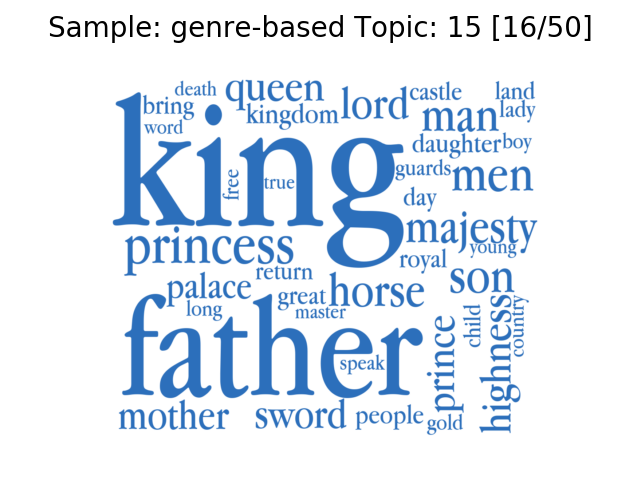 Sample: genre-based Topic: 15 [16/50]
death
queen
castle
land
bring
kingdom
lord
man
lady
word
king
daughter
boy
free
true
guards
men
day
majesty
princess
young
royal
return
son
palace
great
horse
long
master
father
speak
prince
child
highness
country
mother
sword
people
gold